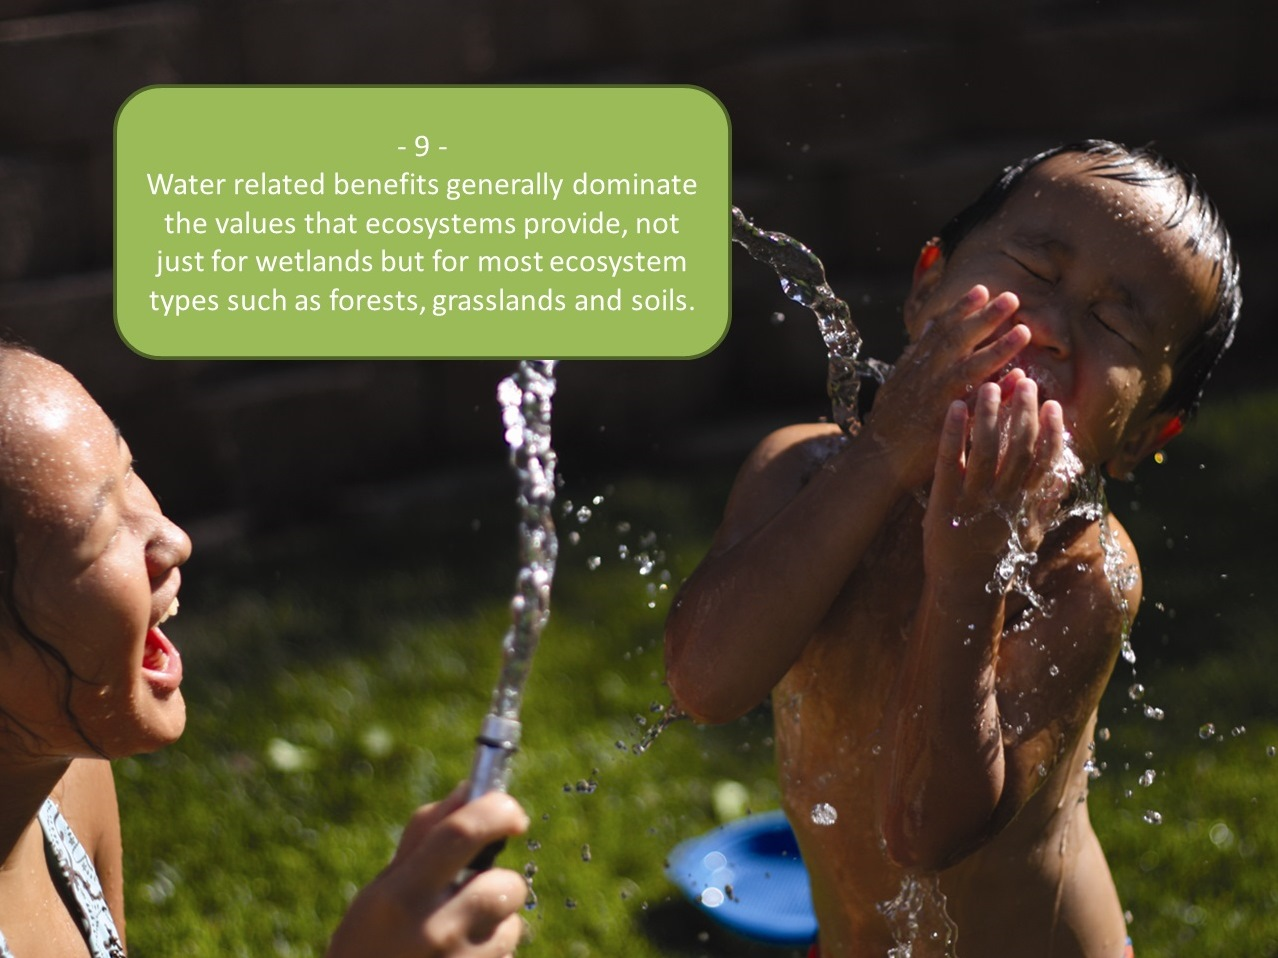 - 9 -
Water related benefits generally dominate
the values that ecosystems provide, not
just for wetlands but for most ecosystem
types such as forests, grasslands and soils.